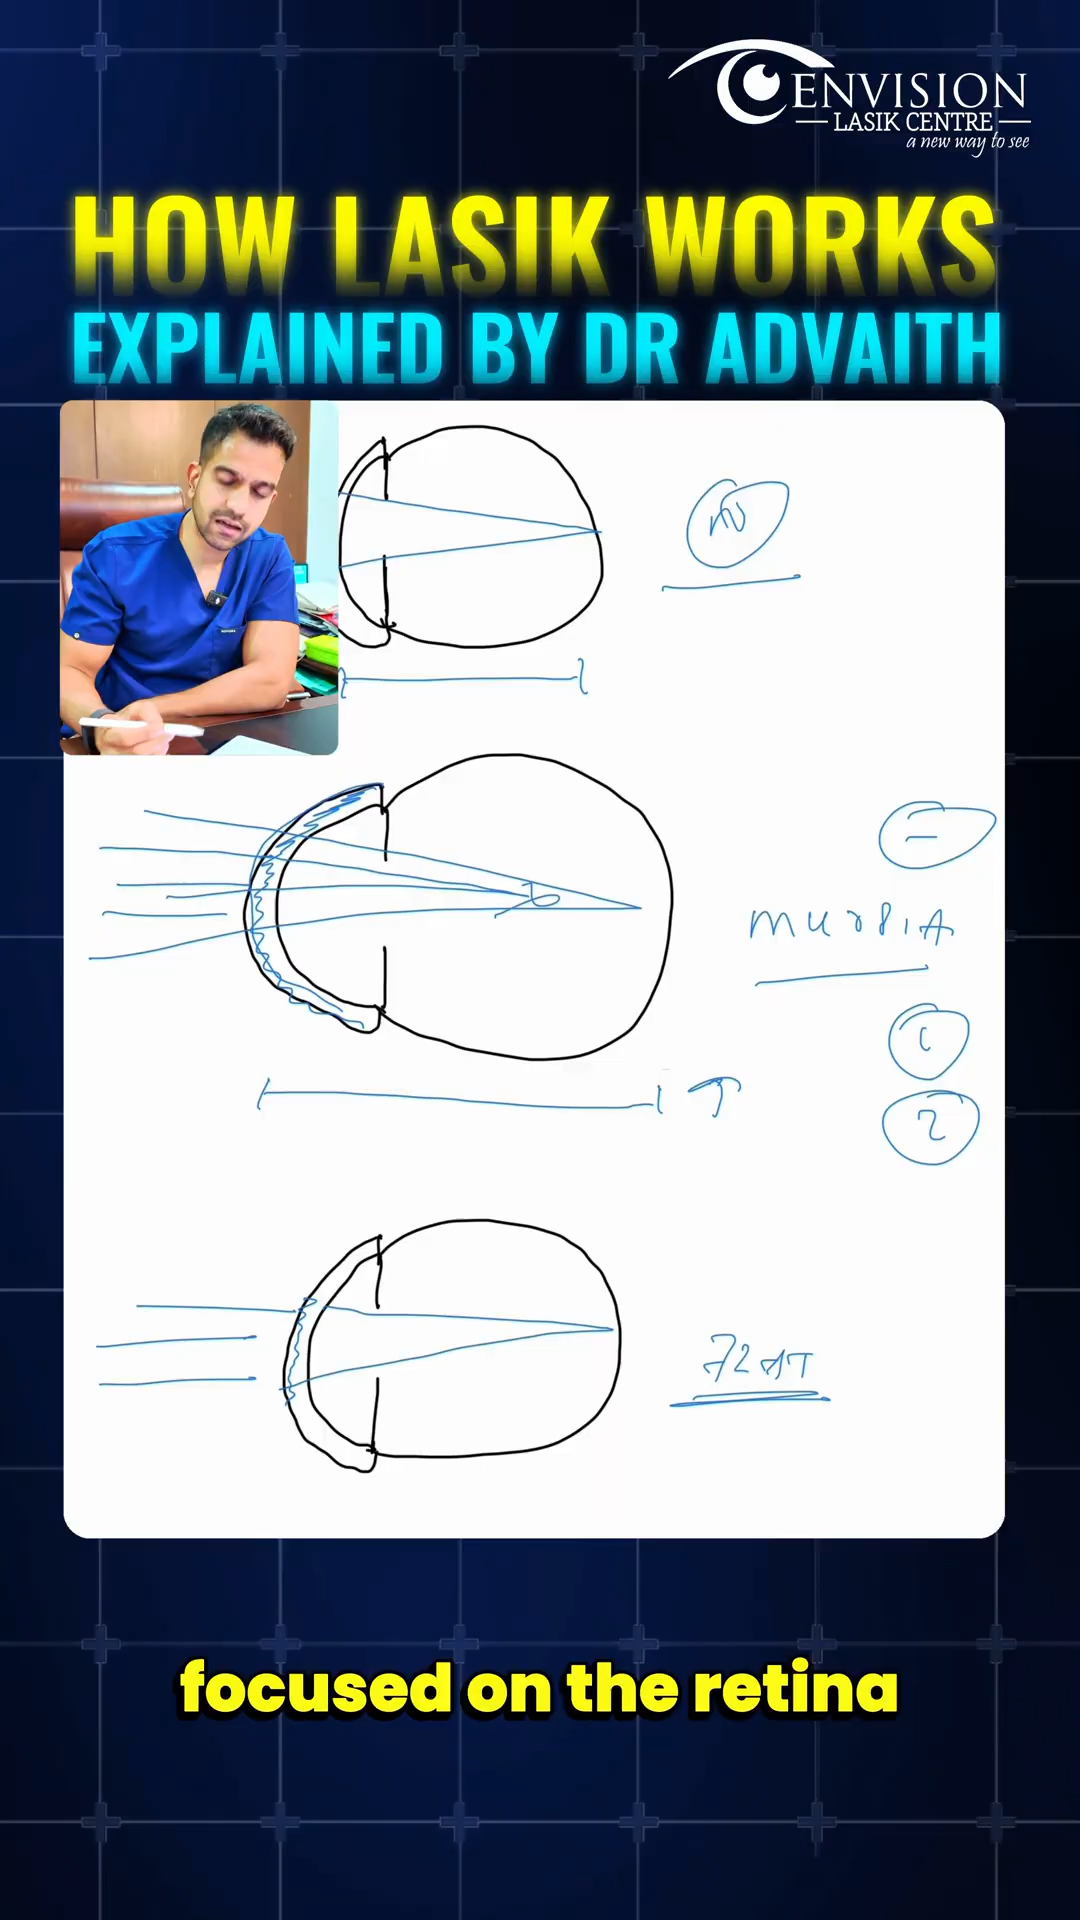 ENVISION
LASIK CENTRE
a new way to see
HOW LASIK WORKS
EXPLAINED BY DR ADVAITH
-
1
2
focused on the retina